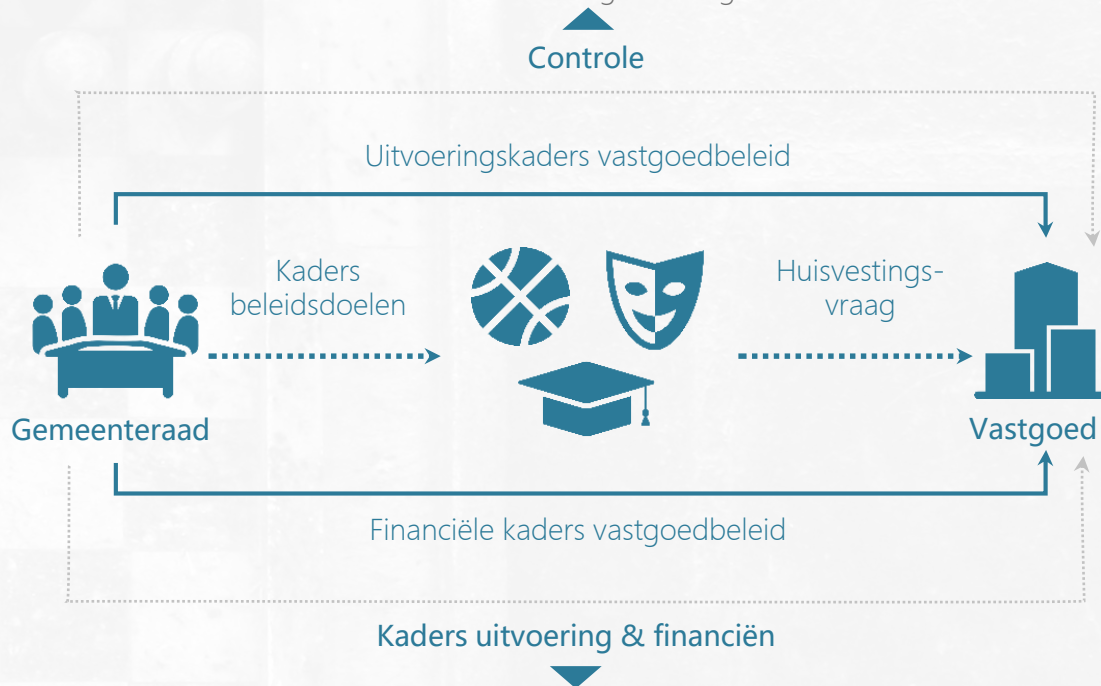 Controle
Uitvoeringskaders vastgoedbeleid
Kaders
beleidsdoelen
Huisvestings-
vraag
Gemeenteraad
Vastgoed
Financiële kaders vastgoedbeleid
Kaders uitvoering & financiën